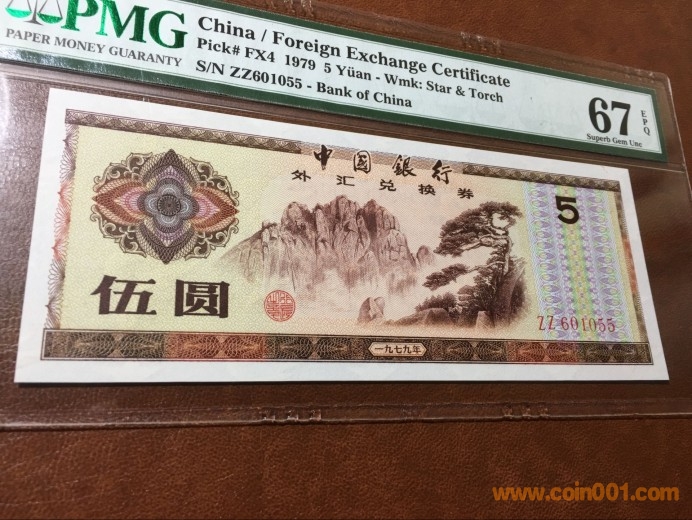 PMG
PAPER MONEY GUARANTY
China / Foreign Exchange Certificate
Pick# FX4 1979 5 Yüan - Wmk: Star & Torch
S/N ZZ601055 - Bank of China
67 EPQ
Superb Gem Unc
中国銀行
外汇兑换券
5
伍圆
ZZ 601055
一九七九年
www.coin001.com